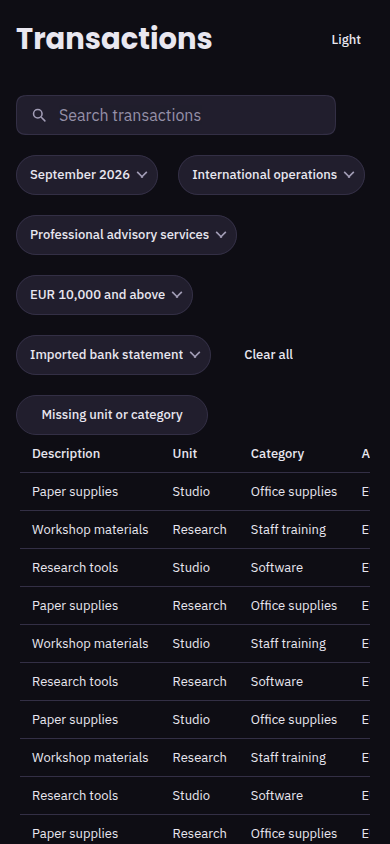 Transactions Light
Search transactions
September 2026 International operations
Professional advisory services
EUR 10,000 and above
Imported bank statement Clear all
Missing unit or category
Description Unit Category A
Paper supplies Studio Office supplies E
Workshop materials Research Staff training E
Research tools Studio Software E
Paper supplies Research Office supplies E
Workshop materials Studio Staff training E
Research tools Research Software E
Paper supplies Studio Office supplies E
Workshop materials Research Staff training E
Research tools Studio Software E
Paper supplies Research Office supplies E